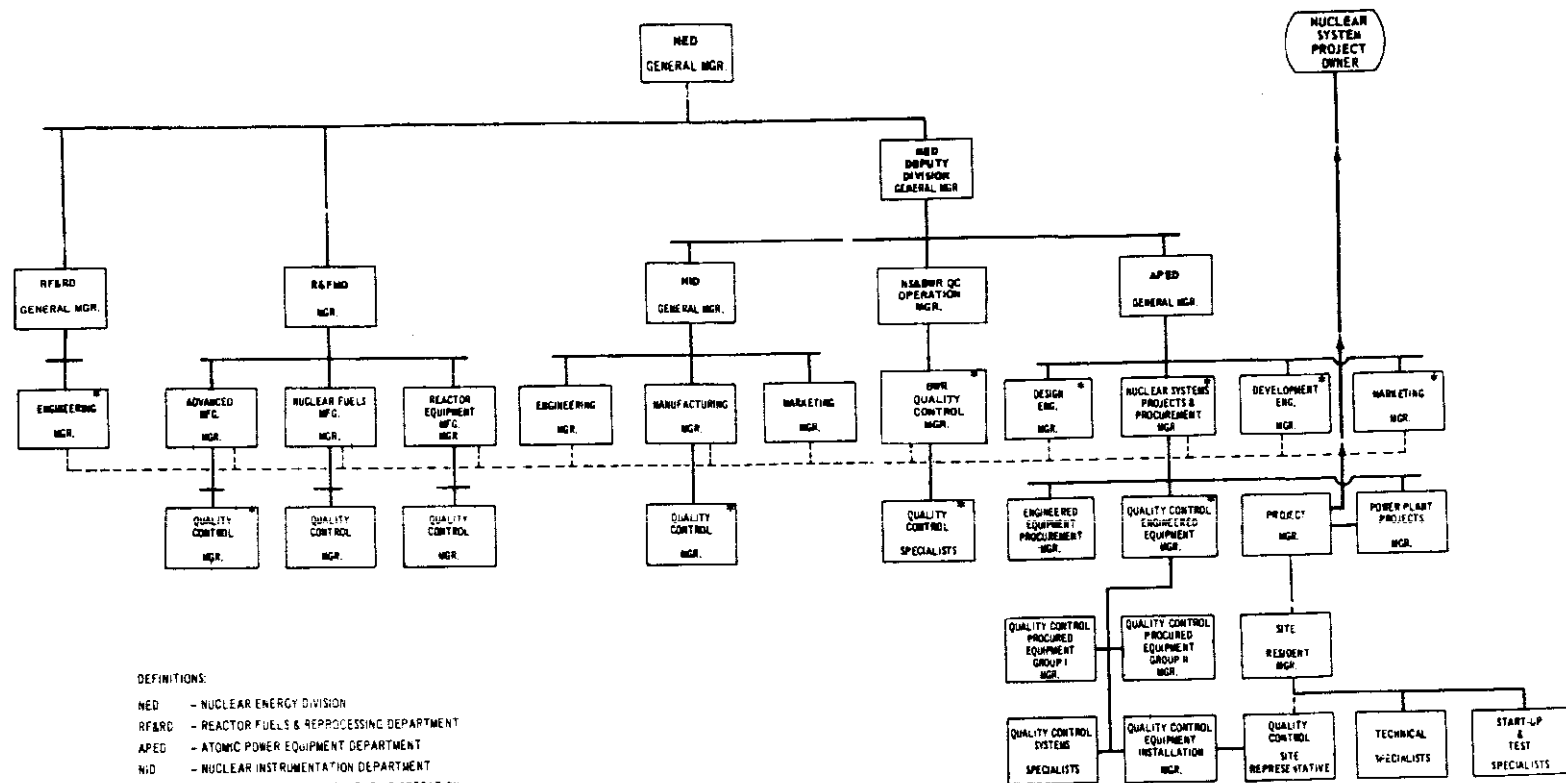 NED
GENERAL MGR.
NUCLEAR
SYSTEM
PROJECT
OWNER
NED
DEPUTY
DIVISION
GENERAL MGR
RF&RD
GENERAL MGR.
R&FMD
MGR.
NID
GENERAL MGR.
NS&BWR QC
OPERATION
MGR.
APED
GENERAL MGR.
ENGINEERING *
MGR.
ADVANCED
MFG.
MGR.
NUCLEAR FUELS
MFG.
MGR.
REACTOR
EQUIPMENT
MFG.
MGR
ENGINEERING
MGR.
MANUFACTURING
MGR.
MARKETING
MGR.
BWR *
QUALITY
CONTROL
MGR.
DESIGN *
ENG.
MGR.
NUCLEAR SYSTEMS *
PROJECTS &
PROCUREMENT
MGR
DEVELOPMENT *
ENG.
MGR.
MARKETING *
MGR.
QUALITY *
CONTROL
MGR.
QUALITY
CONTROL
MGR.
QUALITY
CONTROL
MGR.
QUALITY *
CONTROL
MGR.
QUALITY *
CONTROL
SPECIALISTS
ENGINEERED
EQUIPMENT
PROCUREMENT
MGR.
QUALITY CONTROL *
ENGINEERED
EQUIPMENT
MGR.
PROJECT
MGR.
POWER PLANT
PROJECTS
MGR.
QUALITY CONTROL
PROCURED
EQUIPMENT
GROUP I
MGR.
QUALITY CONTROL
PROCURED
EQUIPMENT
GROUP II
MGR.
SITE
RESIDENT
MGR.
QUALITY CONTROL
SYSTEMS
SPECIALISTS
QUALITY CONTROL
EQUIPMENT
INSTALLATION
MGR.
QUALITY
CONTROL
SITE
REPRESENTATIVE
TECHNICAL
SPECIALISTS
START-UP
&
TEST
SPECIALISTS
DEFINITIONS:
NED - NUCLEAR ENERGY DIVISION
RF&RD - REACTOR FUELS & REPROCESSING DEPARTMENT
APED - ATOMIC POWER EQUIPMENT DEPARTMENT
NID - NUCLEAR INSTRUMENTATION DEPARTMENT